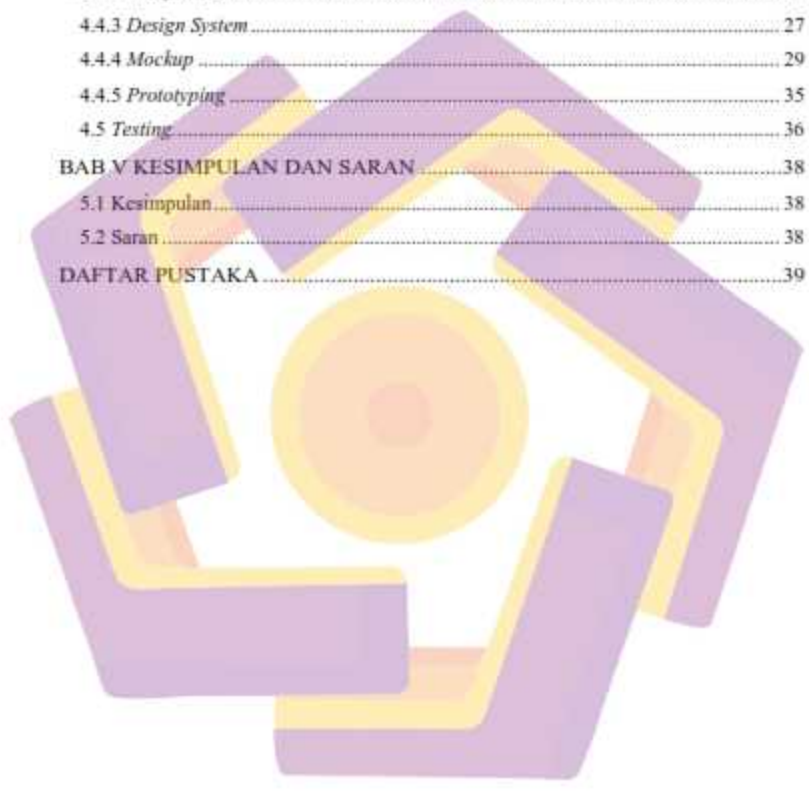 4.4.3 Design System ........ 27
4.4.4 Mockup ........ 29
4.4.5 Prototyping ........ 35
4.5 Testing ........ 36
BAB V KESIMPULAN DAN SARAN ........ 38
5.1 Kesimpulan ........ 38
5.2 Saran ........ 38
DAFTAR PUSTAKA ........ 39